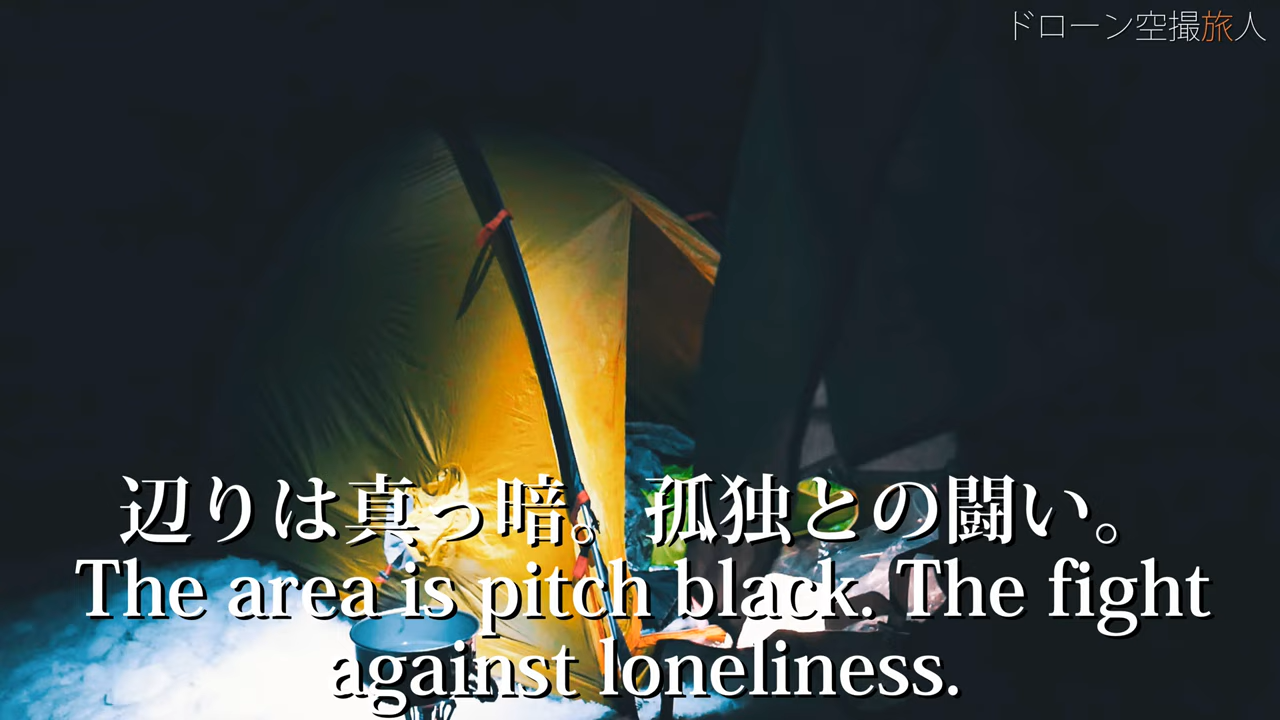 ドローン空撮旅人
辺りは真っ暗。孤独との闘い。
The area is pitch black. The fight
against loneliness.